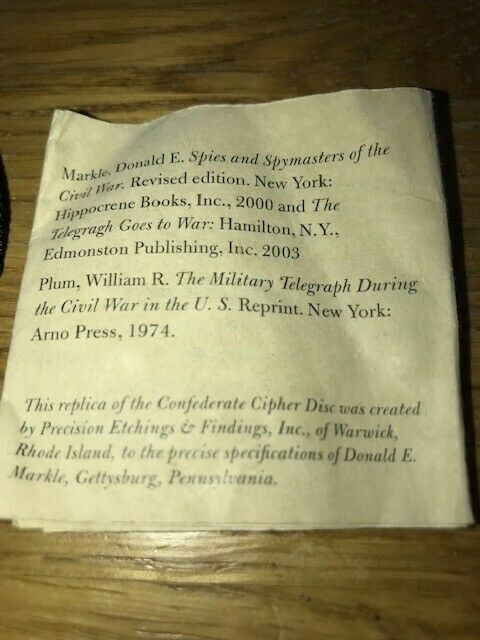 Markle, Donald E. Spies and Spymasters of the
Civil War. Revised edition. New York:
Hippocrene Books, Inc., 2000 and The
Telegragh Goes to War: Hamilton, N.Y.,
Edmonston Publishing, Inc. 2003
Plum, William R. The Military Telegraph During
the Civil War in the U. S. Reprint. New York:
Arno Press, 1974.
This replica of the Confederate Cipher Disc was created
by Precision Etchings & Findings, Inc., of Warwick,
Rhode Island, to the precise specifications of Donald E.
Markle, Gettysburg, Pennsylvania.